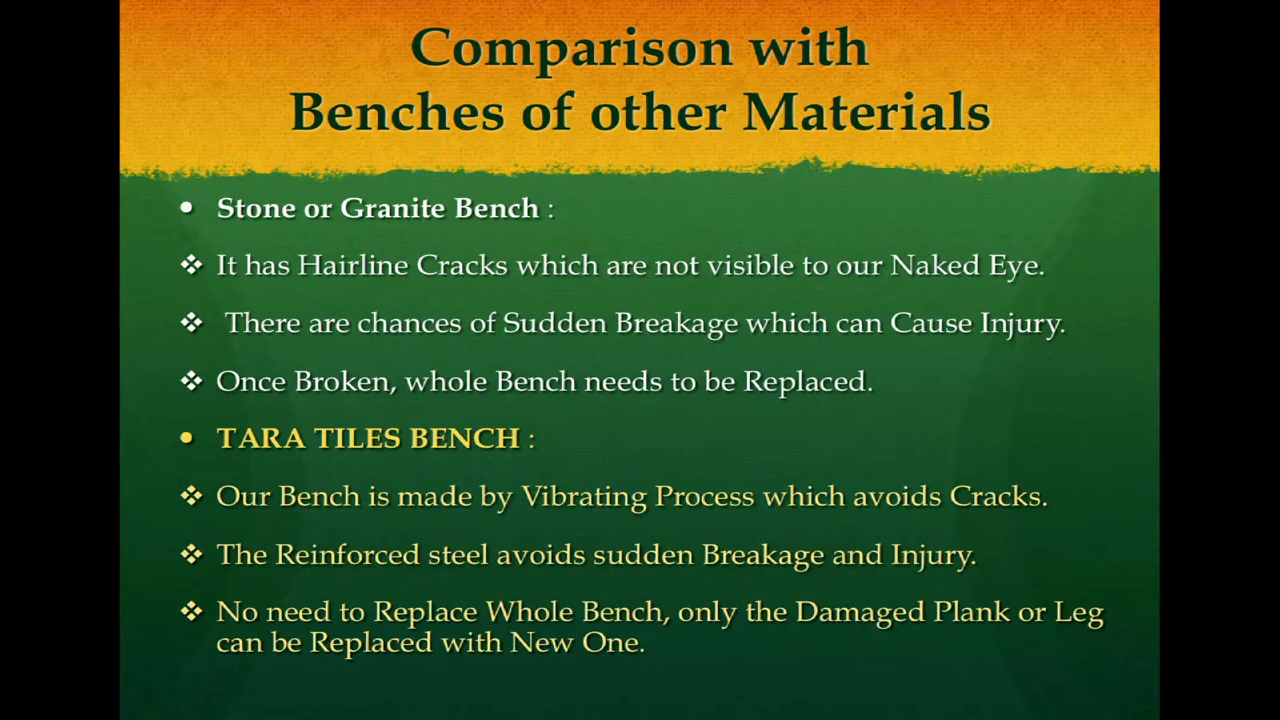 Comparison with
Benches of other Materials
• Stone or Granite Bench :
❖ It has Hairline Cracks which are not visible to our Naked Eye.
❖ There are chances of Sudden Breakage which can Cause Injury.
❖ Once Broken, whole Bench needs to be Replaced.
• TARA TILES BENCH :
❖ Our Bench is made by Vibrating Process which avoids Cracks.
❖ The Reinforced steel avoids sudden Breakage and Injury.
❖ No need to Replace Whole Bench, only the Damaged Plank or Leg
can be Replaced with New One.